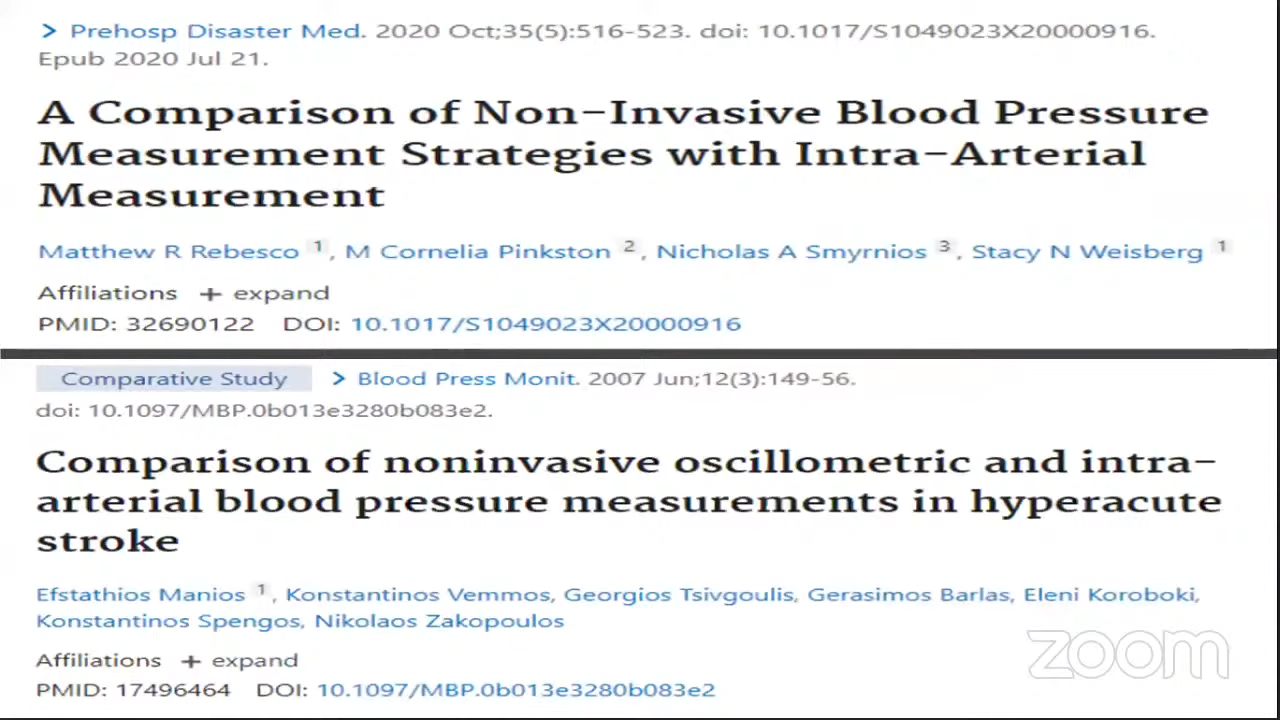 > Prehosp Disaster Med. 2020 Oct;35(5):516-523. doi: 10.1017/S1049023X20000916.
Epub 2020 Jul 21.
A Comparison of Non-Invasive Blood Pressure
Measurement Strategies with Intra-Arterial
Measurement
Matthew R Rebesco 1, M Cornelia Pinkston 2, Nicholas A Smyrnios 3, Stacy N Weisberg 1
Affiliations + expand
PMID: 32690122 DOI: 10.1017/S1049023X20000916
Comparative Study > Blood Press Monit. 2007 Jun;12(3):149-56.
doi: 10.1097/MBP.0b013e3280b083e2.
Comparison of noninvasive oscillometric and intra-
arterial blood pressure measurements in hyperacute
stroke
Efstathios Manios 1, Konstantinos Vemmos, Georgios Tsivgoulis, Gerasimos Barlas, Eleni Koroboki,
Konstantinos Spengos, Nikolaos Zakopoulos
zoom
Affiliations + expand
PMID: 17496464 DOI: 10.1097/MBP.0b013e3280b083e2